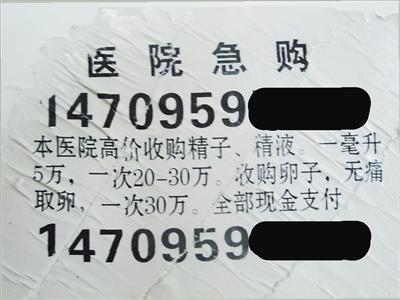 医院急购
1470959
本医院高价收购精子、精液。一毫升
5万，一次20-30万。收购卵子，无痛
取卵，一次30万。全部现金支付
1470959